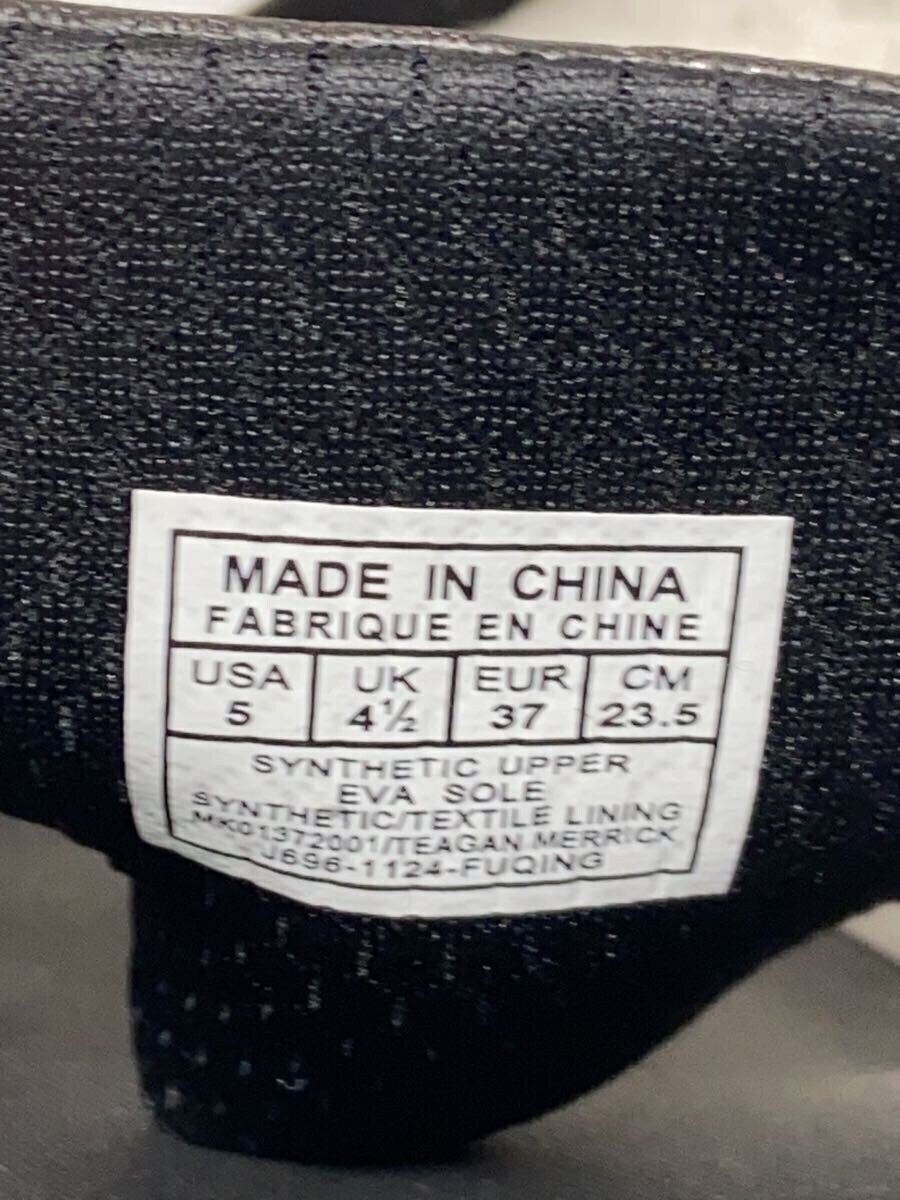 MADE IN CHINA
FABRIQUE EN CHINE
USA UK EUR CM
5 4½ 37 23.5
SYNTHETIC UPPER
EVA SOLE
SYNTHETIC/TEXTILE LINING
MK01372001/TEAGAN MERRICK
J696-1124-FUQING